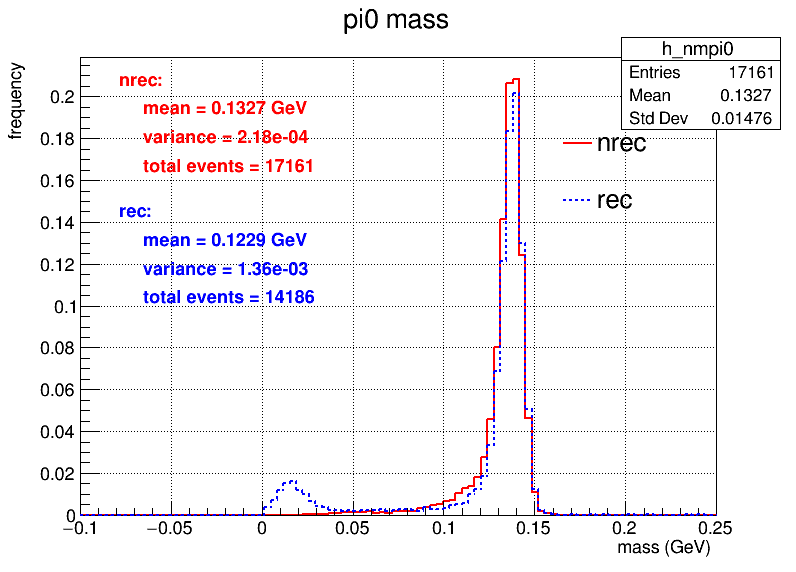 pi0 mass
h_nmpi0
Entries 17161
Mean 0.1327
Std Dev 0.01476
frequency
nrec:
mean = 0.1327 GeV
variance = 2.18e-04
total events = 17161
rec:
mean = 0.1229 GeV
variance = 1.36e-03
total events = 14186
nrec
rec
0.2
0.18
0.16
0.14
0.12
0.1
0.08
0.06
0.04
0.02
0
−0.1 −0.05 0 0.05 0.1 0.15 0.2 0.25
mass (GeV)